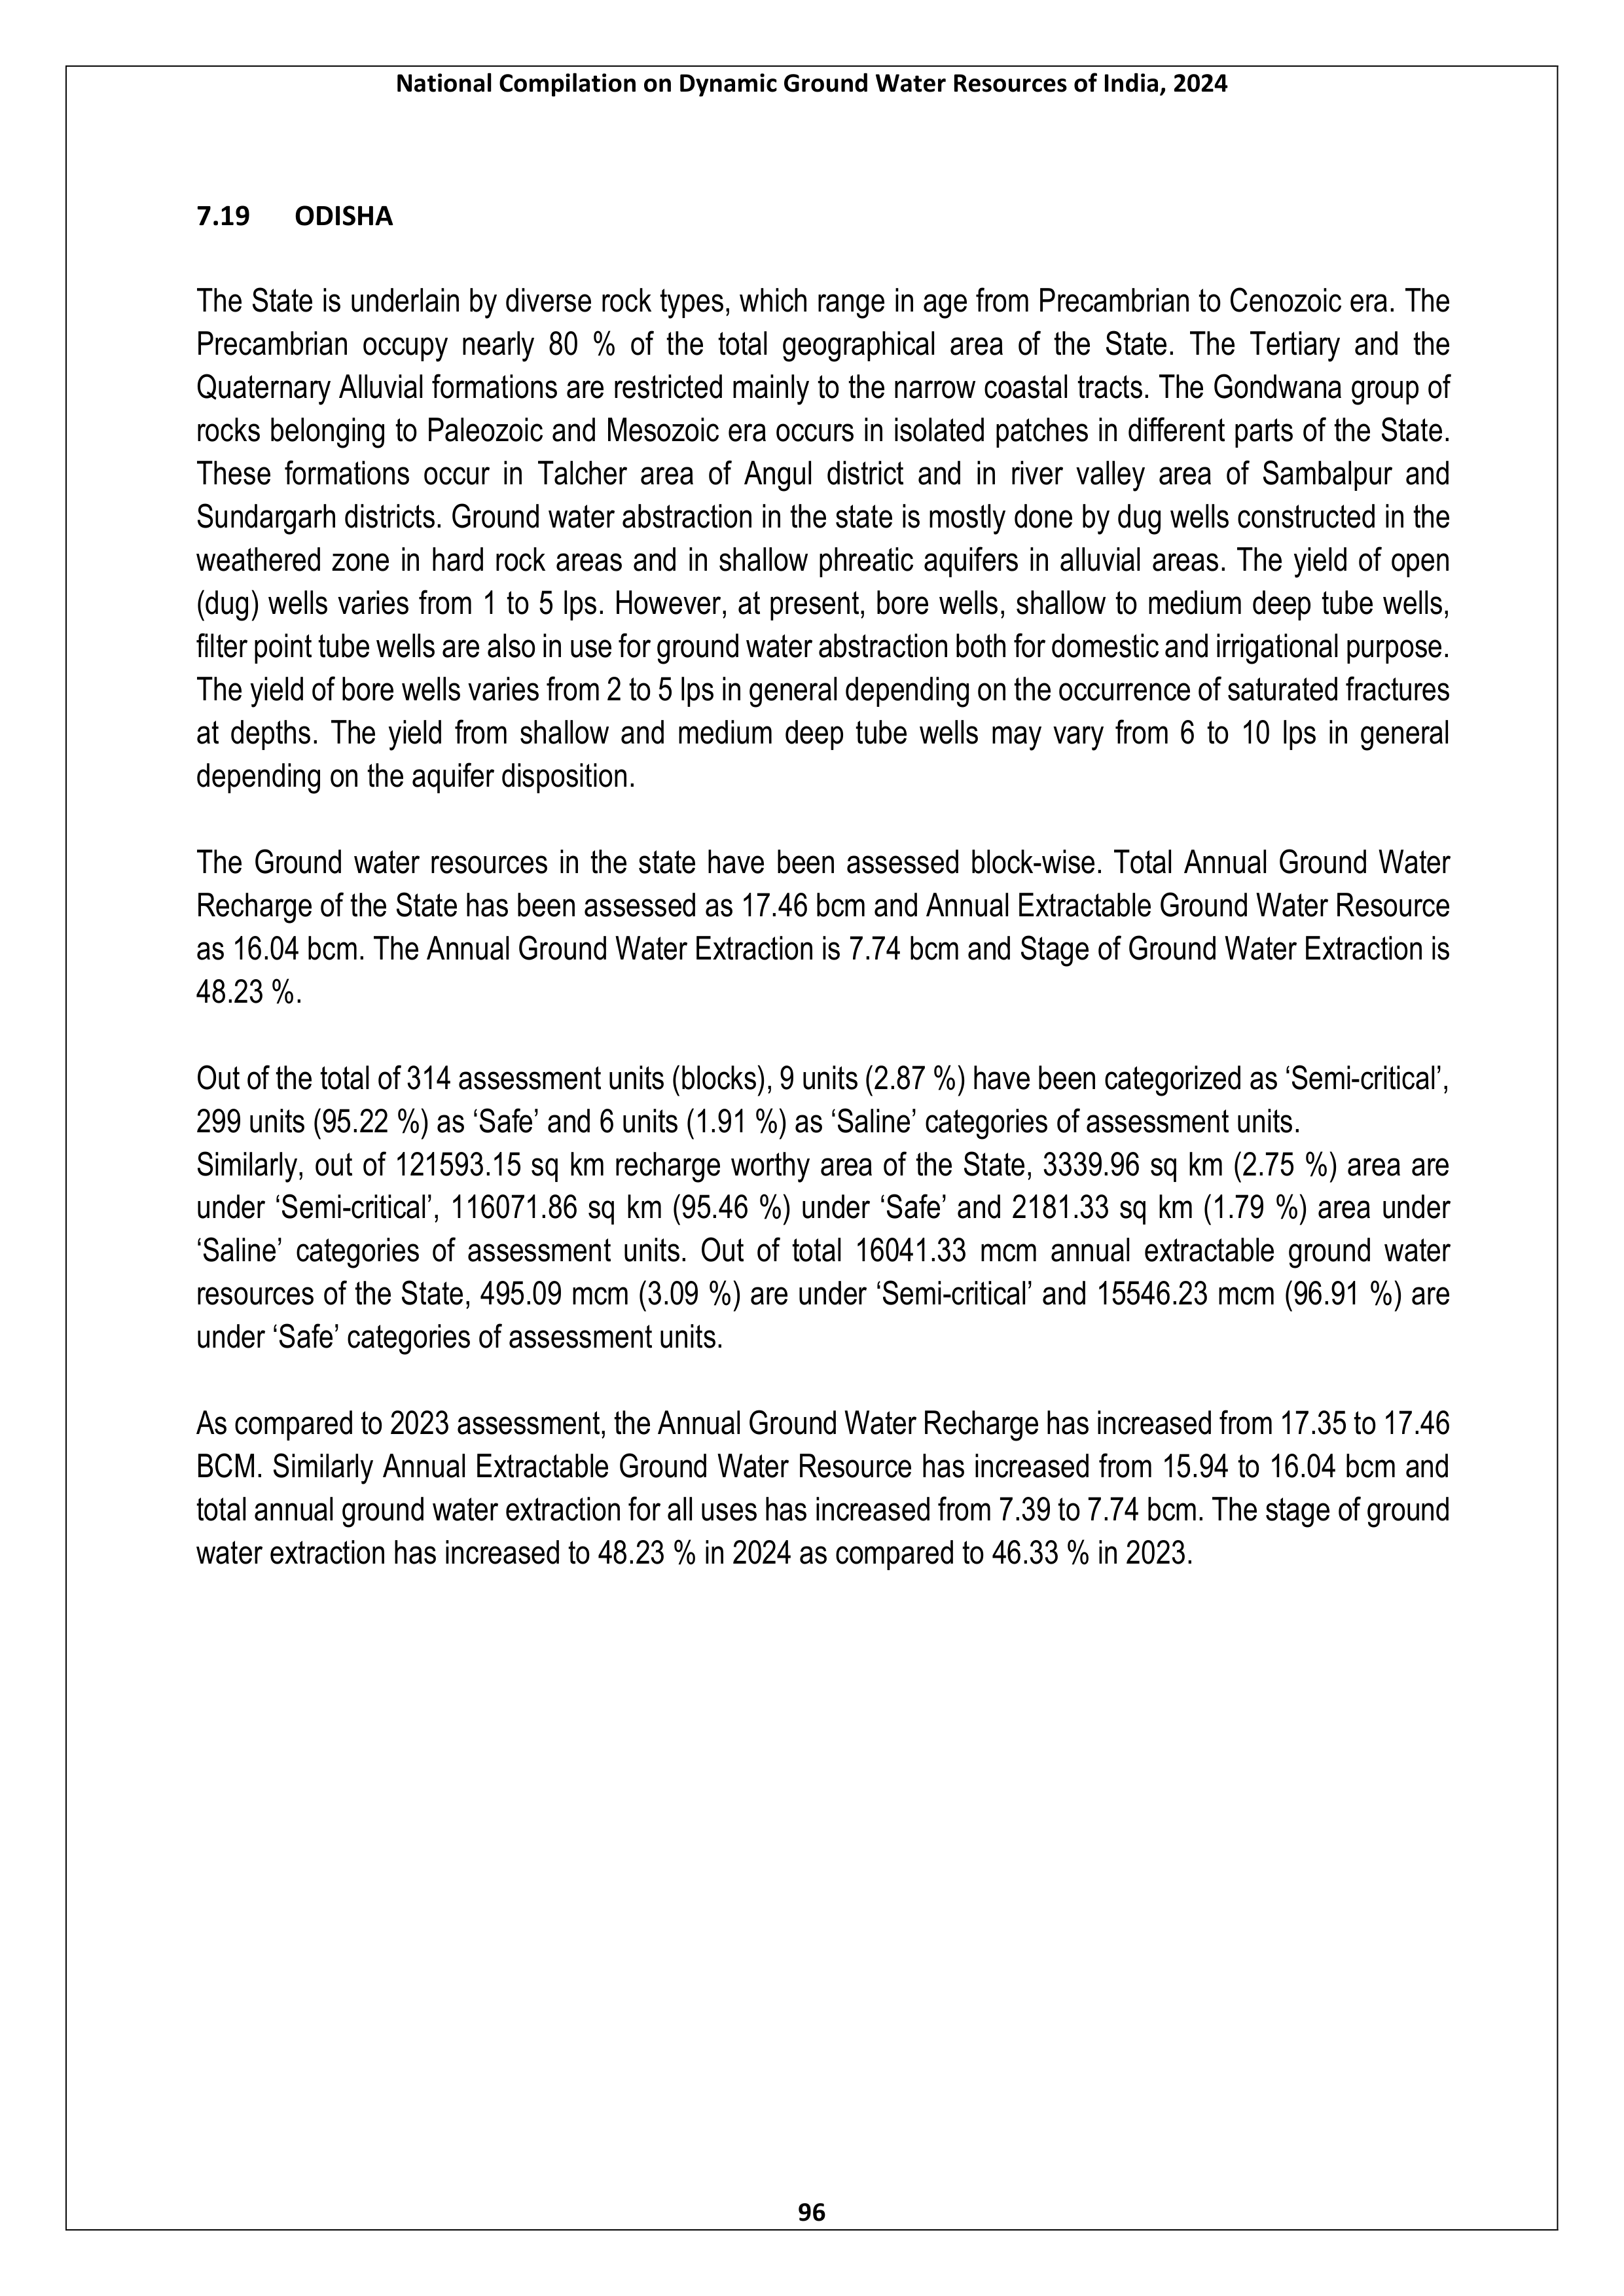 National Compilation on Dynamic Ground Water Resources of India, 2024
7.19 ODISHA
The State is underlain by diverse rock types, which range in age from Precambrian to Cenozoic era. The
Precambrian occupy nearly 80 % of the total geographical area of the State. The Tertiary and the
Quaternary Alluvial formations are restricted mainly to the narrow coastal tracts. The Gondwana group of
rocks belonging to Paleozoic and Mesozoic era occurs in isolated patches in different parts of the State.
These formations occur in Talcher area of Angul district and in river valley area of Sambalpur and
Sundargarh districts. Ground water abstraction in the state is mostly done by dug wells constructed in the
weathered zone in hard rock areas and in shallow phreatic aquifers in alluvial areas. The yield of open
(dug) wells varies from 1 to 5 lps. However, at present, bore wells, shallow to medium deep tube wells,
filter point tube wells are also in use for ground water abstraction both for domestic and irrigational purpose.
The yield of bore wells varies from 2 to 5 lps in general depending on the occurrence of saturated fractures
at depths. The yield from shallow and medium deep tube wells may vary from 6 to 10 lps in general
depending on the aquifer disposition.
The Ground water resources in the state have been assessed block-wise. Total Annual Ground Water
Recharge of the State has been assessed as 17.46 bcm and Annual Extractable Ground Water Resource
as 16.04 bcm. The Annual Ground Water Extraction is 7.74 bcm and Stage of Ground Water Extraction is
48.23 %.
Out of the total of 314 assessment units (blocks), 9 units (2.87 %) have been categorized as ‘Semi-critical’,
299 units (95.22 %) as ‘Safe’ and 6 units (1.91 %) as ‘Saline’ categories of assessment units.
Similarly, out of 121593.15 sq km recharge worthy area of the State, 3339.96 sq km (2.75 %) area are
under ‘Semi-critical’, 116071.86 sq km (95.46 %) under ‘Safe’ and 2181.33 sq km (1.79 %) area under
‘Saline’ categories of assessment units. Out of total 16041.33 mcm annual extractable ground water
resources of the State, 495.09 mcm (3.09 %) are under ‘Semi-critical’ and 15546.23 mcm (96.91 %) are
under ‘Safe’ categories of assessment units.
As compared to 2023 assessment, the Annual Ground Water Recharge has increased from 17.35 to 17.46
BCM. Similarly Annual Extractable Ground Water Resource has increased from 15.94 to 16.04 bcm and
total annual ground water extraction for all uses has increased from 7.39 to 7.74 bcm. The stage of ground
water extraction has increased to 48.23 % in 2024 as compared to 46.33 % in 2023.
96